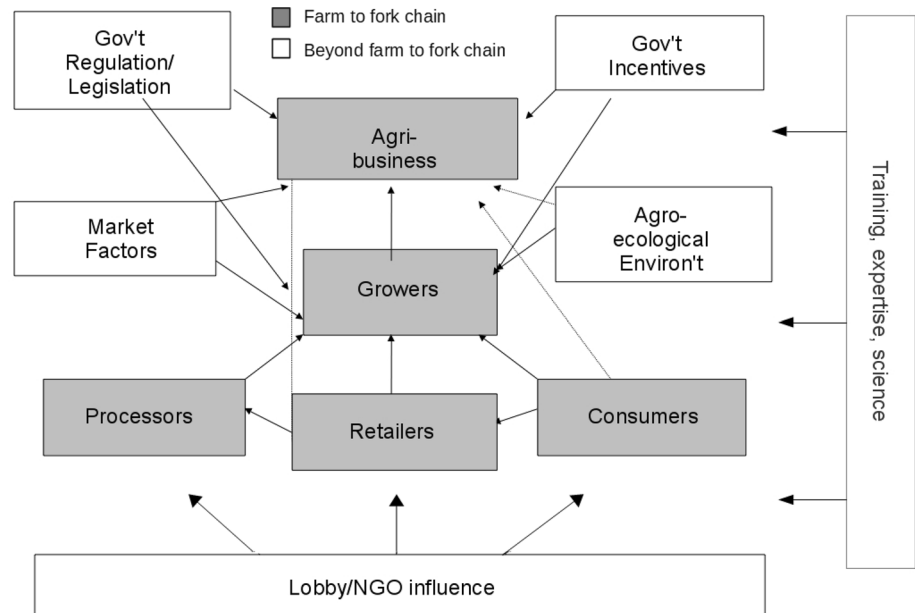 Farm to fork chain
Beyond farm to fork chain
Gov't
Regulation/
Legislation
Gov't
Incentives
Agri-
business
Market
Factors
Agro-
ecological
Environ't
Growers
Processors
Retailers
Consumers
Lobby/NGO influence
Training, expertise, science